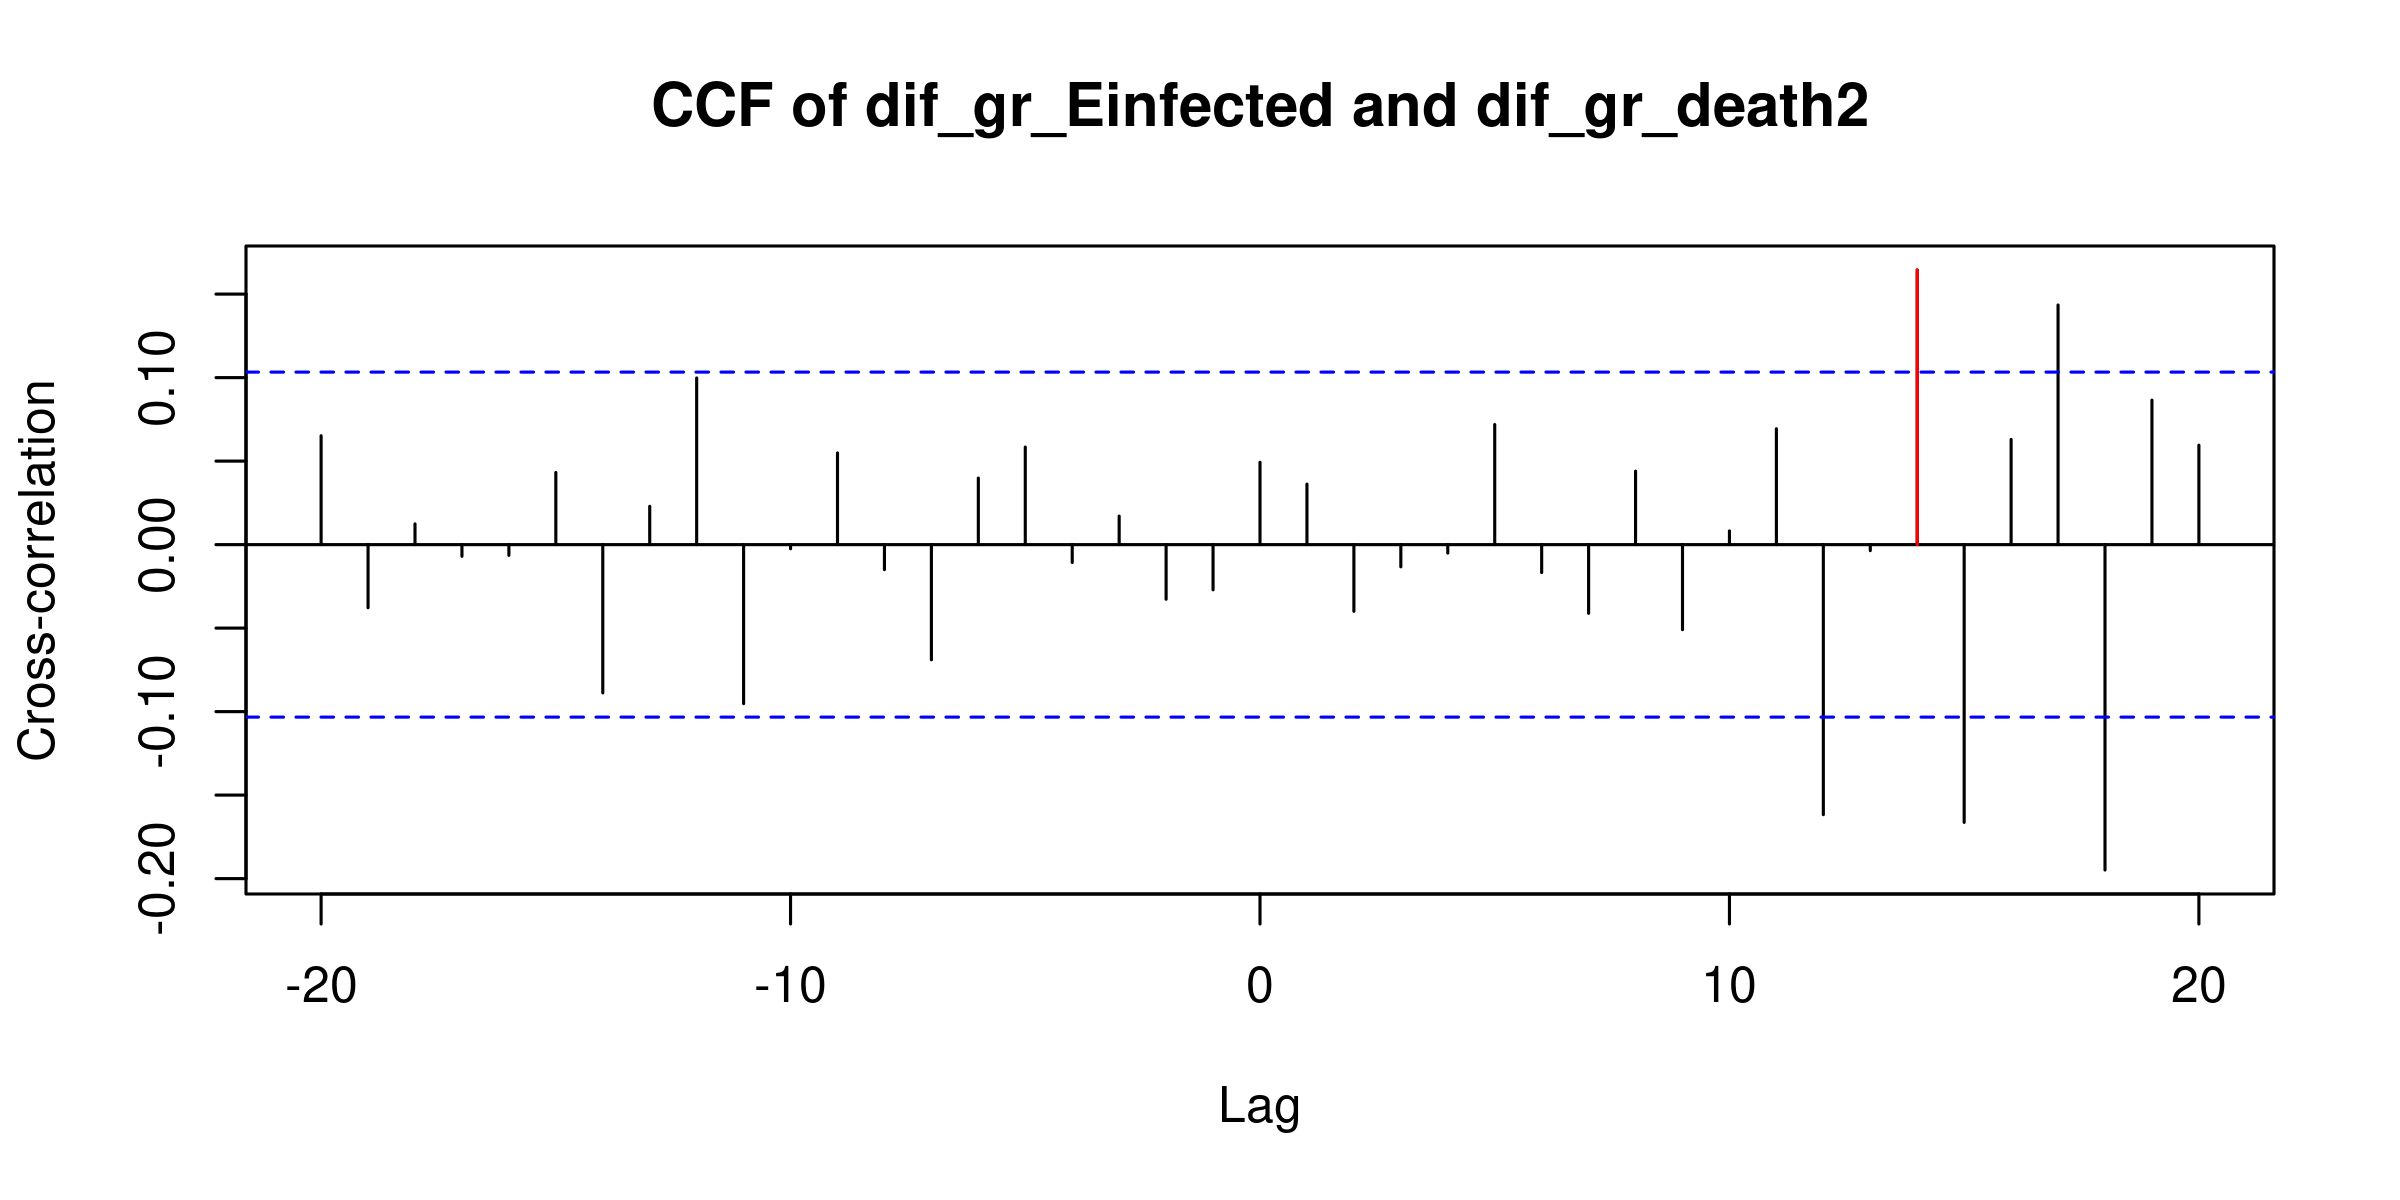 CCF of dif_gr_Einfected and dif_gr_death2
Cross-correlation
0.10
0.00
-0.10
-0.20
-20 -10 0 10 20
Lag